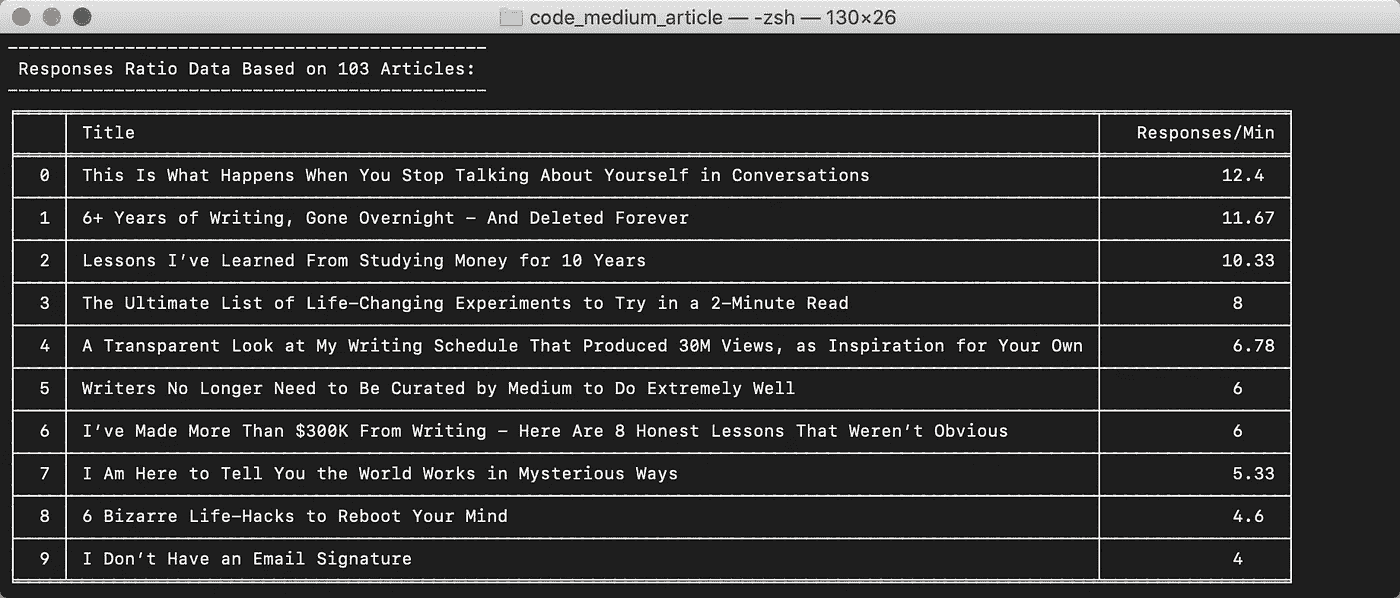 code_medium_article — -zsh — 130×26
Responses Ratio Data Based on 103 Articles:
Title Responses/Min
0 This Is What Happens When You Stop Talking About Yourself in Conversations 12.4
1 6+ Years of Writing, Gone Overnight — And Deleted Forever 11.67
2 Lessons I’ve Learned From Studying Money for 10 Years 10.33
3 The Ultimate List of Life-Changing Experiments to Try in a 2-Minute Read 8
4 A Transparent Look at My Writing Schedule That Produced 30M Views, as Inspiration for Your Own 6.78
5 Writers No Longer Need to Be Curated by Medium to Do Extremely Well 6
6 I’ve Made More Than $300K From Writing — Here Are 8 Honest Lessons That Weren’t Obvious 6
7 I Am Here to Tell You the World Works in Mysterious Ways 5.33
8 6 Bizarre Life-Hacks to Reboot Your Mind 4.6
9 I Don’t Have an Email Signature 4